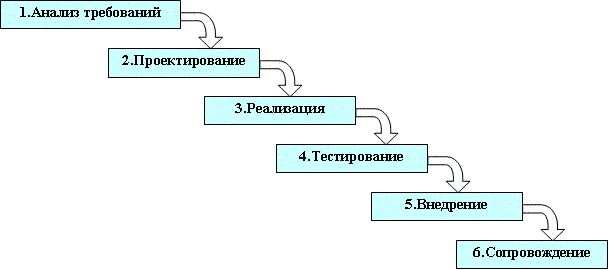 1.Анализ требований
2.Проектирование
3.Реализация
4.Тестирование
5.Внедрение
6.Сопровождение